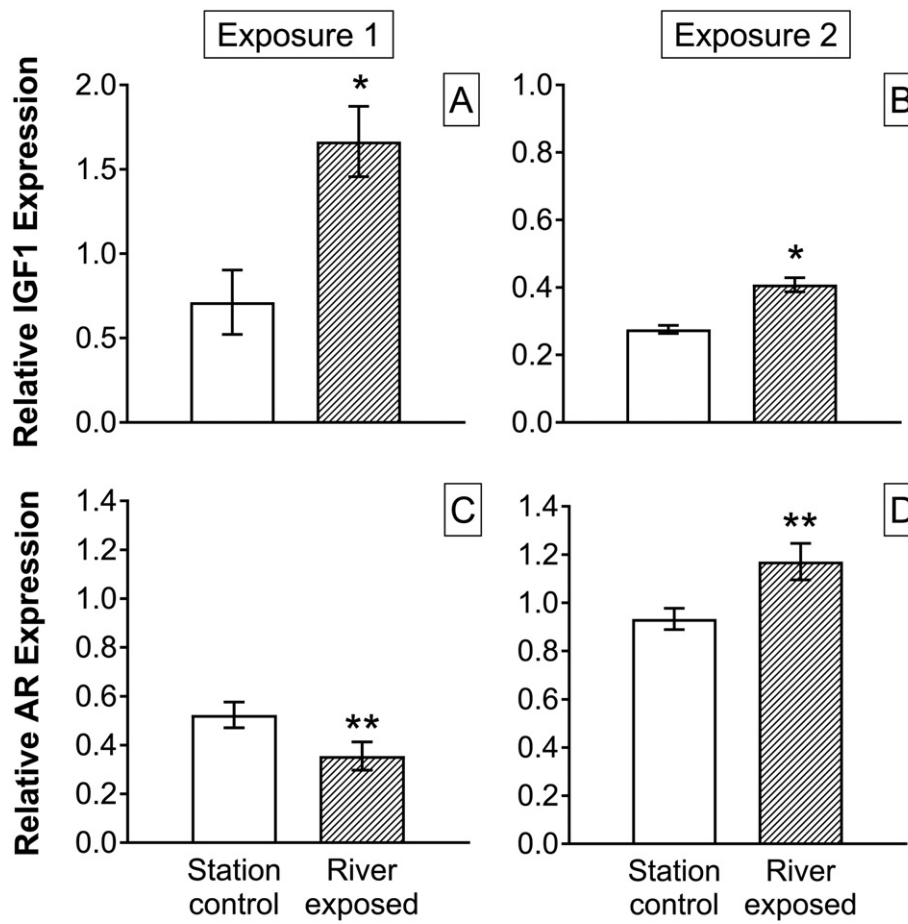 Exposure 1
Exposure 2
Relative IGF1 Expression
2.0
1.5
1.0
0.5
0.0
*
A
1.0
0.8
0.6
0.4
0.2
0.0
*
B
Relative AR Expression
1.4
1.2
1.0
0.8
0.6
0.4
0.2
0.0
**
C
1.4
1.2
1.0
0.8
0.6
0.4
0.2
0.0
**
D
Station
control
River
exposed
Station
control
River
exposed